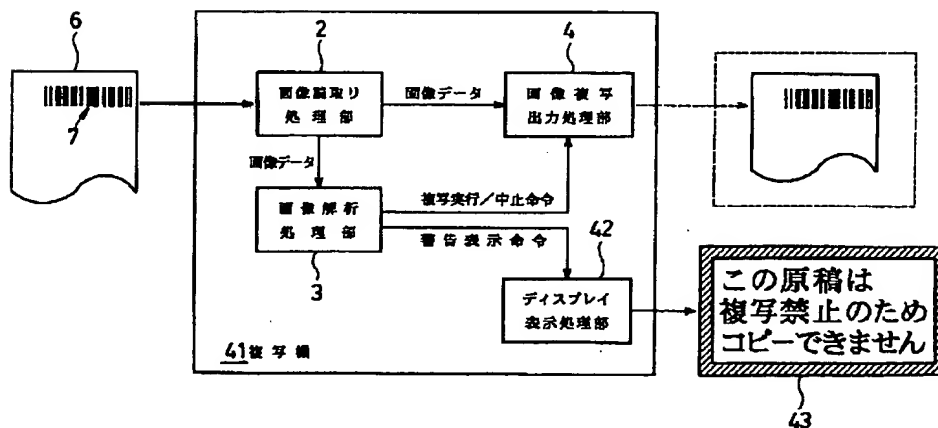 6
7
2
画像読取り
処理部
画像データ
4
画像複写
出力処理部
画像データ
画像解析
処理部
3
複写実行/中止命令
警告表示命令
42
ディスプレイ
表示処理部
41 複写機
この原稿は
複写禁止のため
コピーできません
43